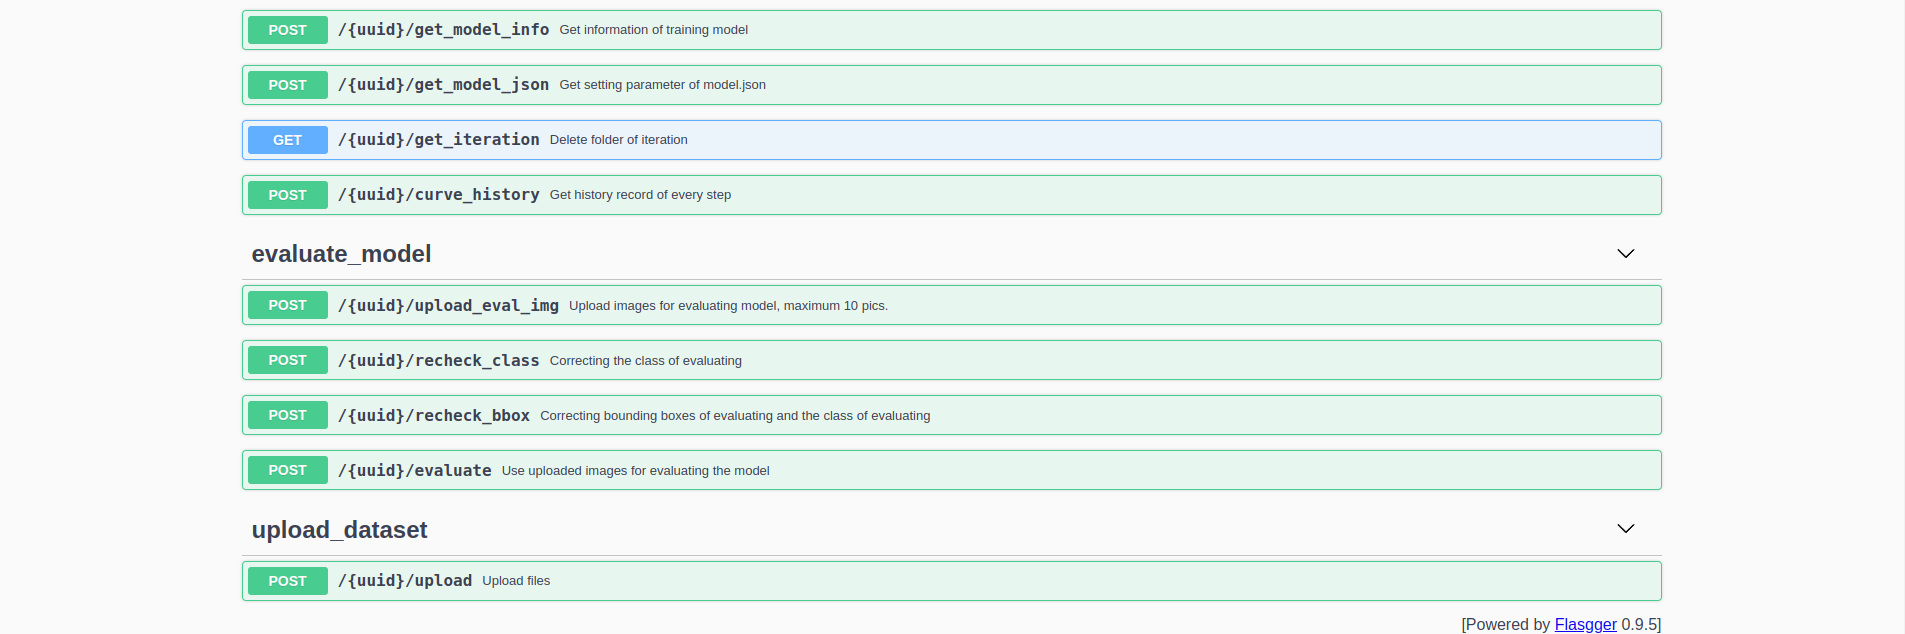 POST /{uuid}/get_model_info Get information of training model
POST /{uuid}/get_model_json Get setting parameter of model.json
GET /{uuid}/get_iteration Delete folder of iteration
POST /{uuid}/curve_history Get history record of every step
evaluate_model
POST /{uuid}/upload_eval_img Upload images for evaluating model, maximum 10 pics.
POST /{uuid}/recheck_class Correcting the class of evaluating
POST /{uuid}/recheck_bbox Correcting bounding boxes of evaluating and the class of evaluating
POST /{uuid}/evaluate Use uploaded images for evaluating the model
upload_dataset
POST /{uuid}/upload Upload files
[Powered by Flasgger 0.9.5]